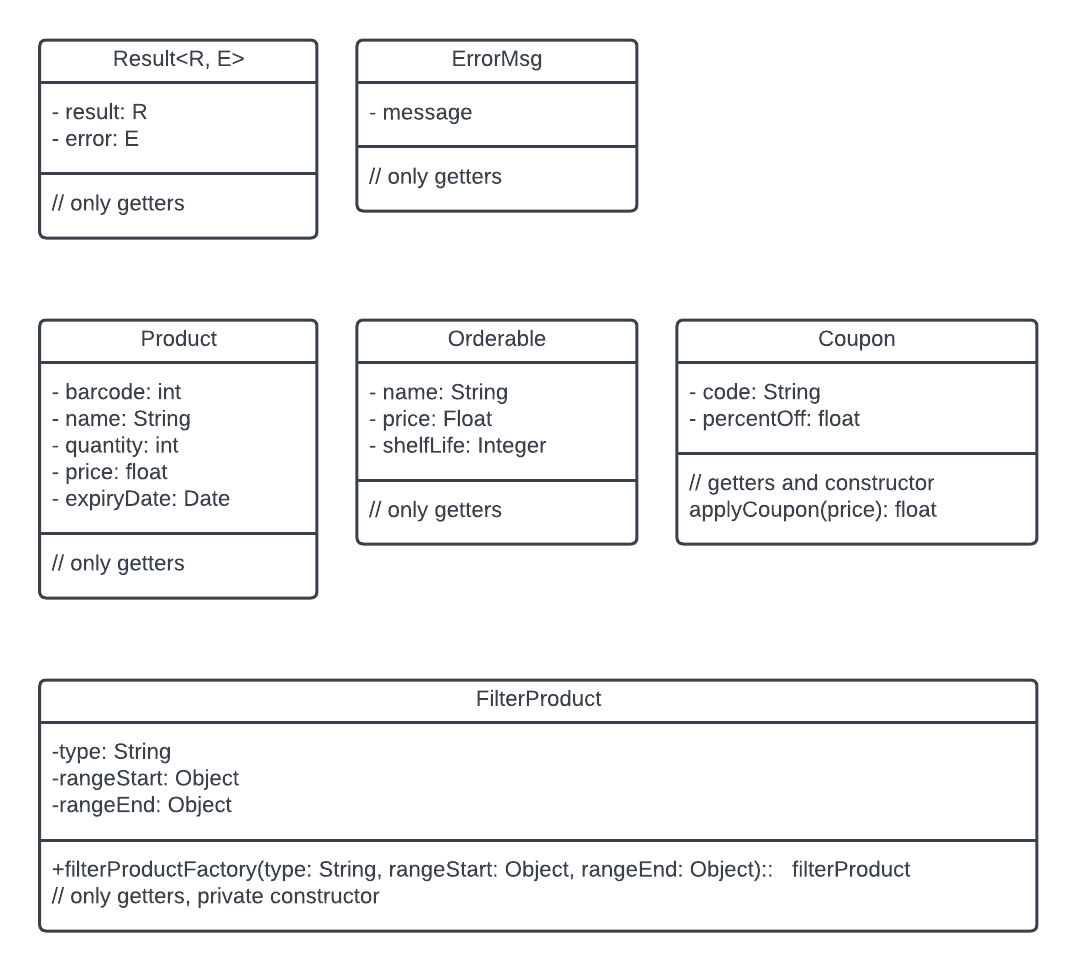 Result<R, E>
- result: R
- error: E
// only getters
ErrorMsg
- message
// only getters
Product
- barcode: int
- name: String
- quantity: int
- price: float
- expiryDate: Date
// only getters
Orderable
- name: String
- price: Float
- shelfLife: Integer
// only getters
Coupon
- code: String
- percentOff: float
// getters and constructor
applyCoupon(price): float
FilterProduct
-type: String
-rangeStart: Object
-rangeEnd: Object
+filterProductFactory(type: String, rangeStart: Object, rangeEnd: Object)::   filterProduct
// only getters, private constructor